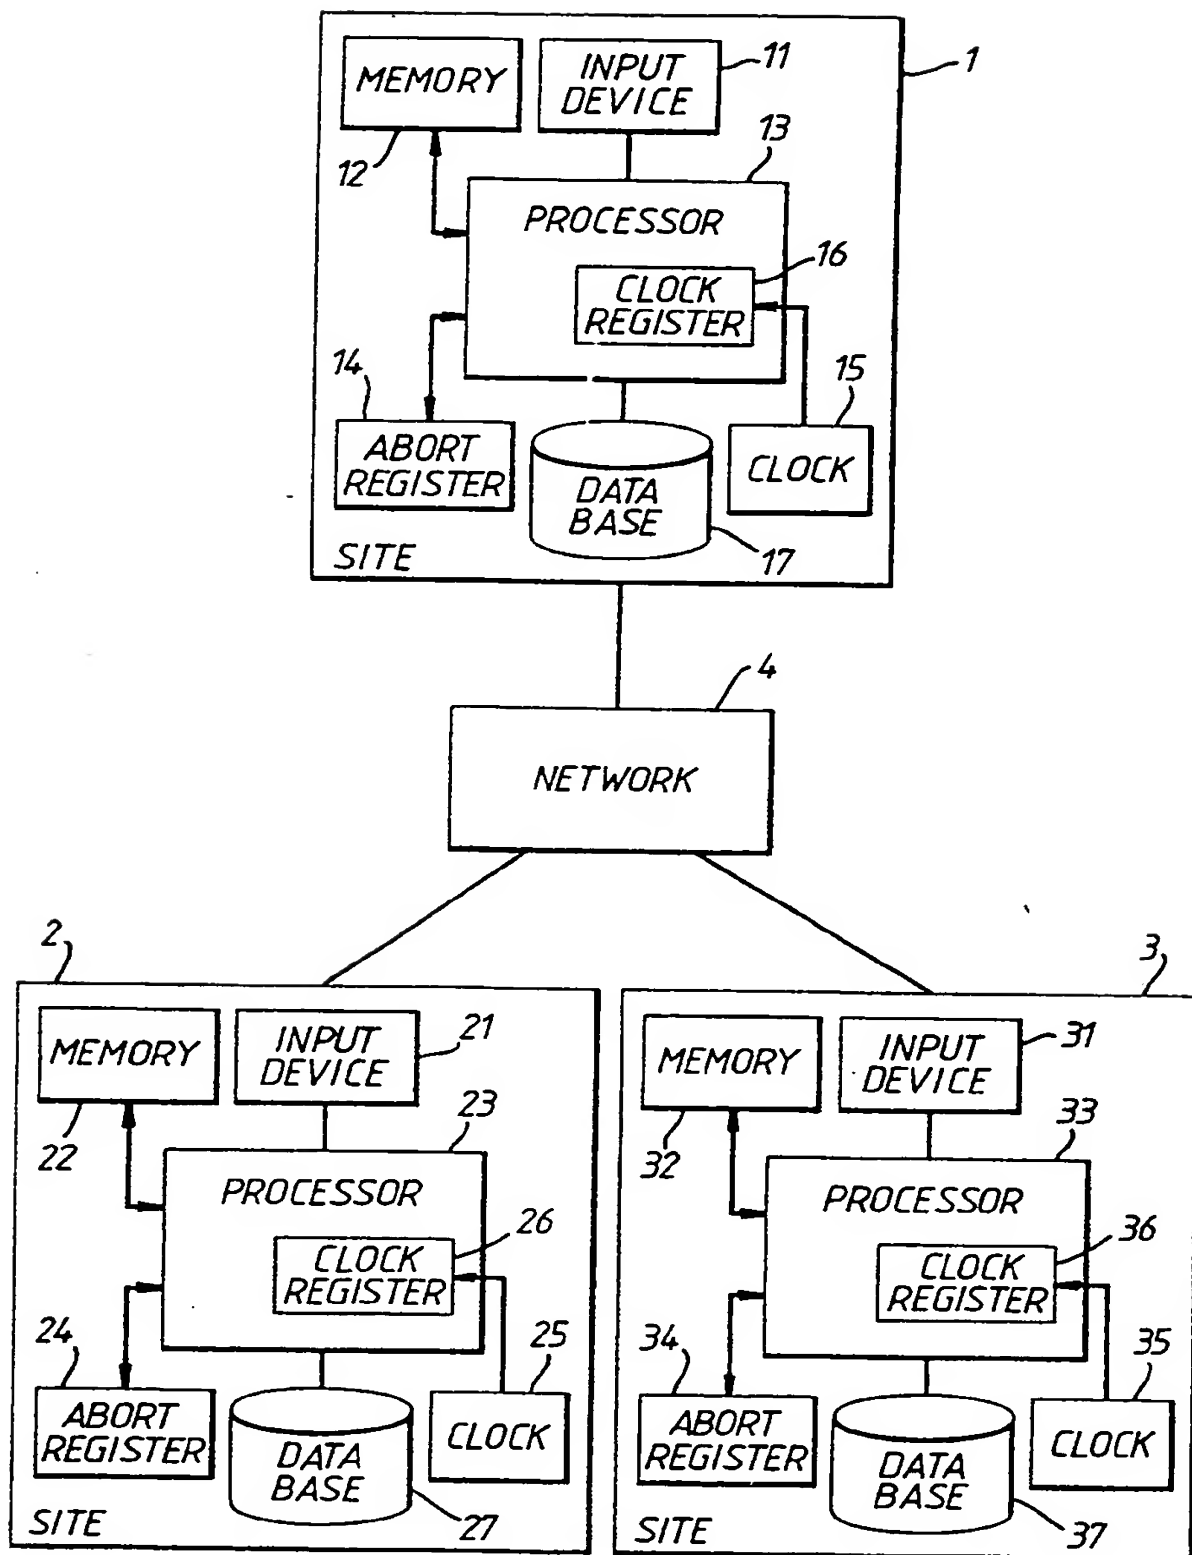 MEMORY
INPUT
DEVICE
11
1
12
13
PROCESSOR
16
CLOCK
REGISTER
14
15
ABORT
REGISTER
DATA
BASE
CLOCK
SITE
17
4
NETWORK
2
MEMORY
INPUT
DEVICE
21
22
23
PROCESSOR
26
CLOCK
REGISTER
24
25
ABORT
REGISTER
DATA
BASE
CLOCK
SITE
27
3
MEMORY
INPUT
DEVICE
31
32
33
PROCESSOR
36
CLOCK
REGISTER
34
35
ABORT
REGISTER
DATA
BASE
CLOCK
SITE
37